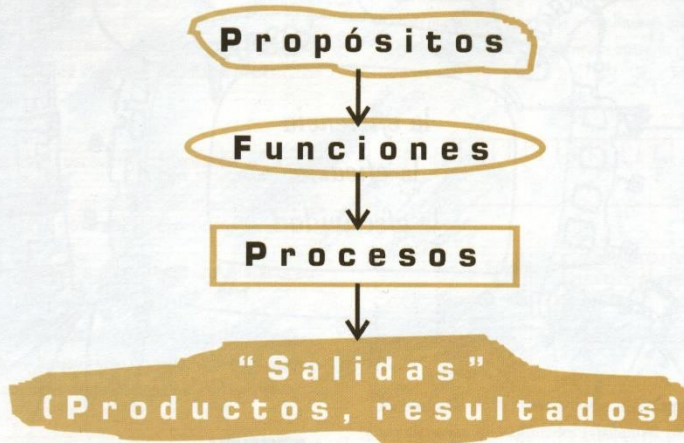 Propósitos
Funciones
Procesos
“Salidas”
(Productos, resultados)